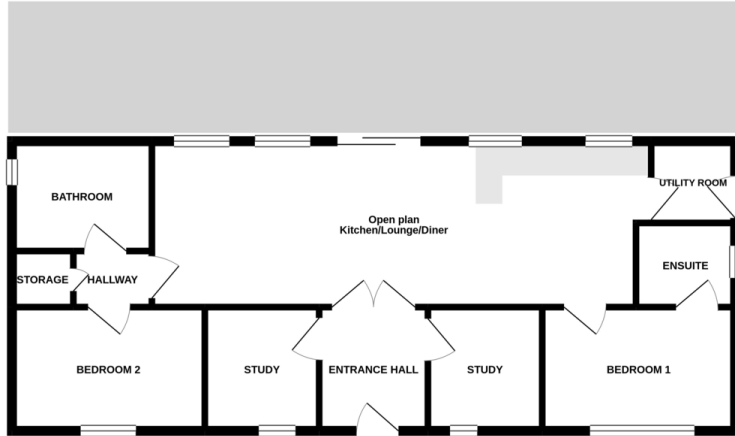 BATHROOM
UTILITY ROOM
Open plan
Kitchen/Lounge/Diner
STORAGE
HALLWAY
ENSUITE
BEDROOM 2
STUDY
ENTRANCE HALL
STUDY
BEDROOM 1